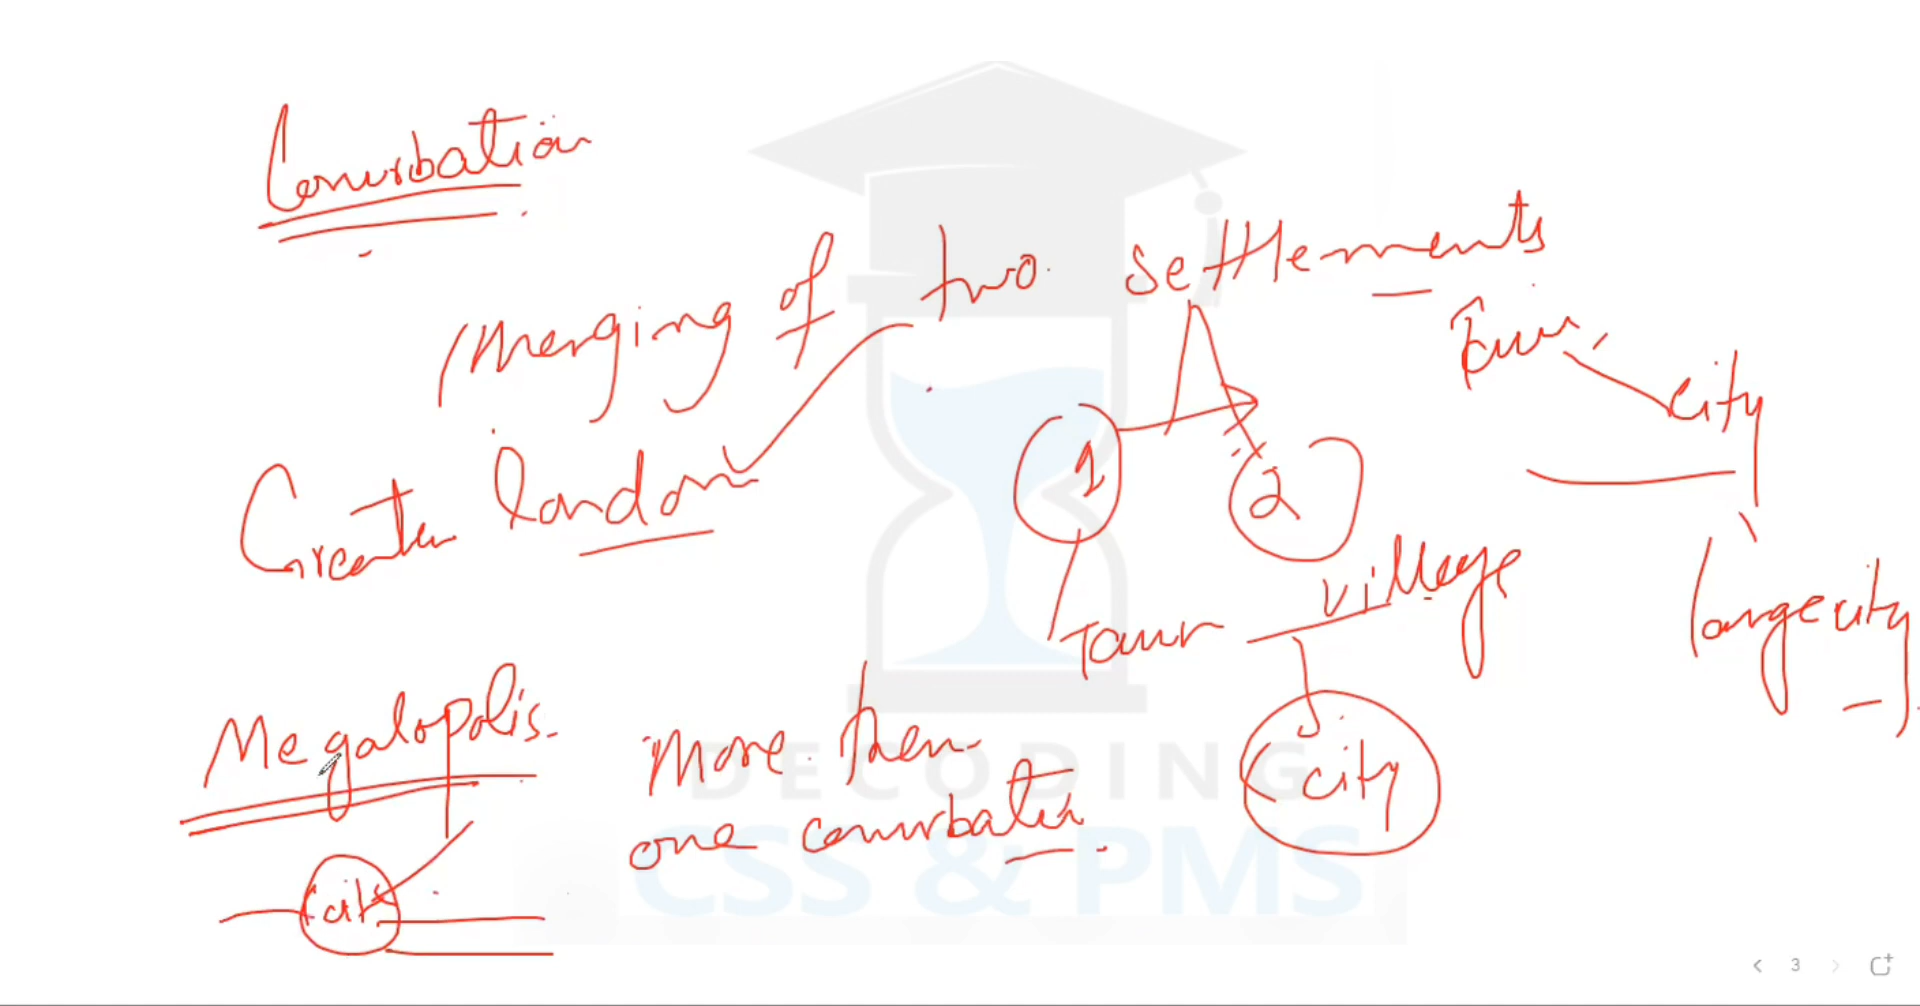 Conurbation
Merging of two settlements
Town
city
Greater london
1
2
village
Town
large city
Megalopolis.
More then
one conurbation
city
city
DECODING
CSS & PMS
3